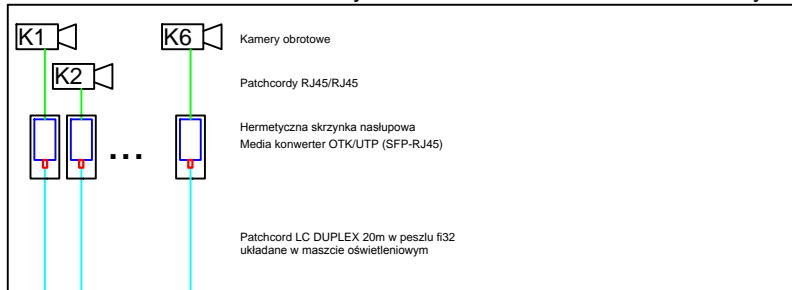 K1
K6
Kamery obrotowe
K2
Patchcordy RJ45/RJ45
Hermetyczna skrzynka nasłupowa
Media konwerter OTK/UTP (SFP-RJ45)
...
Patchcord LC DUPLEX 20m w peszlu fi32
układane w maszcie oświetleniowym